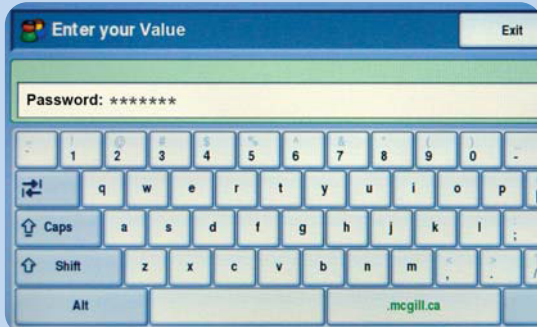 Enter your Value Exit
Password: *******
! @ # $ % ^ & * ( )
1 2 3 4 5 6 7 8 9 0 -
q w e r t y u i o p
Caps a s d f g h j k l ;
Shift z x c v b n m , . /
Alt .mcgill.ca